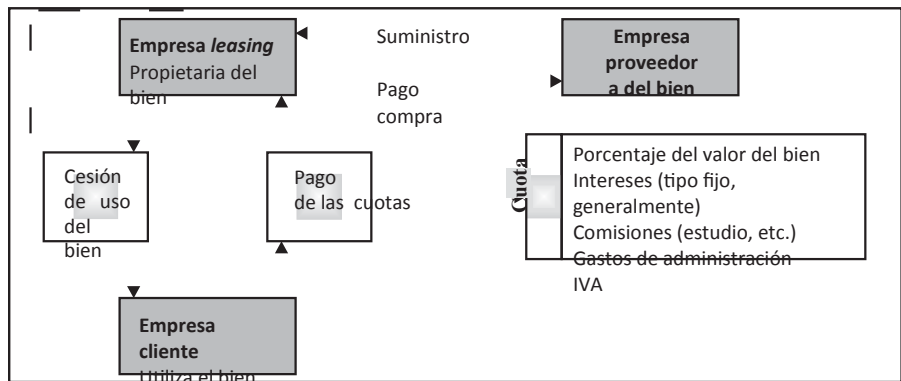 Empresa leasing
Propietaria del
bien
Suministro
Pago
compra
Empresa
proveedor
a del bien
Cesión
de uso
del
bien
Pago
de las cuotas
Cuota
Porcentaje del valor del bien
Intereses (tipo fijo,
generalmente)
Comisiones (estudio, etc.)
Gastos de administración
IVA
Empresa
cliente
Utiliza el bien